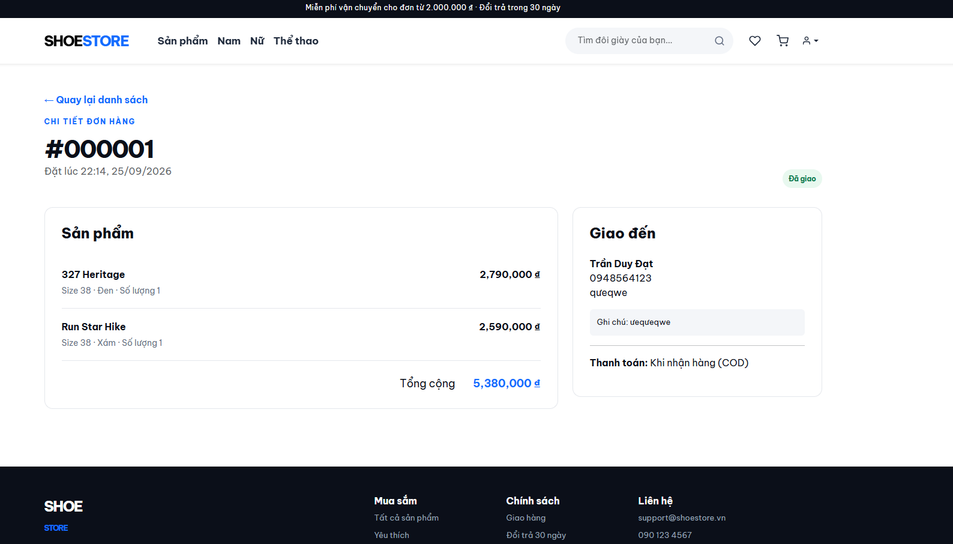 Miễn phí vận chuyển cho đơn từ 2.000.000 ₫ · Đổi trả trong 30 ngày
SHOESTORE
Sản phẩm Nam Nữ Thể thao
Tìm đôi giày của bạn...
← Quay lại danh sách
CHI TIẾT ĐƠN HÀNG
#000001
Đặt lúc 22:14, 25/09/2026
Đã giao
Sản phẩm
327 Heritage 2,790,000 ₫
Size 38 · Đen · Số lượng 1
Run Star Hike 2,590,000 ₫
Size 38 · Xám · Số lượng 1
Tổng cộng 5,380,000 ₫
Giao đến
Trần Duy Đạt
0948564123
qưeqwe
Ghi chú: ưeqưeqwe
Thanh toán: Khi nhận hàng (COD)
SHOE
STORE
Mua sắm
Tất cả sản phẩm
Yêu thích
Chính sách
Giao hàng
Đổi trả 30 ngày
Liên hệ
support@shoestore.vn
090 123 4567